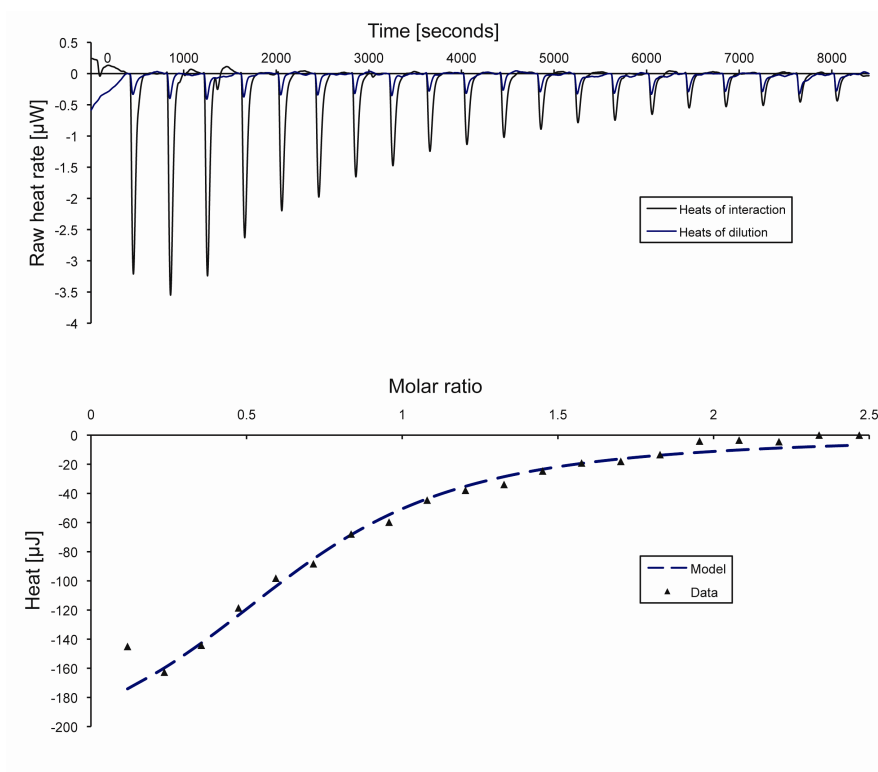 Time [seconds]
0.5
0 1000 2000 3000 4000 5000 6000 7000 8000
0
-0.5
-1
-1.5
-2
-2.5
-3
-3.5
-4
Raw heat rate [µW]
Heats of interaction
Heats of dilution
Molar ratio
0 0.5 1 1.5 2 2.5
0
-20
-40
-60
-80
-100
-120
-140
-160
-180
-200
Heat [µJ]
Model
Data